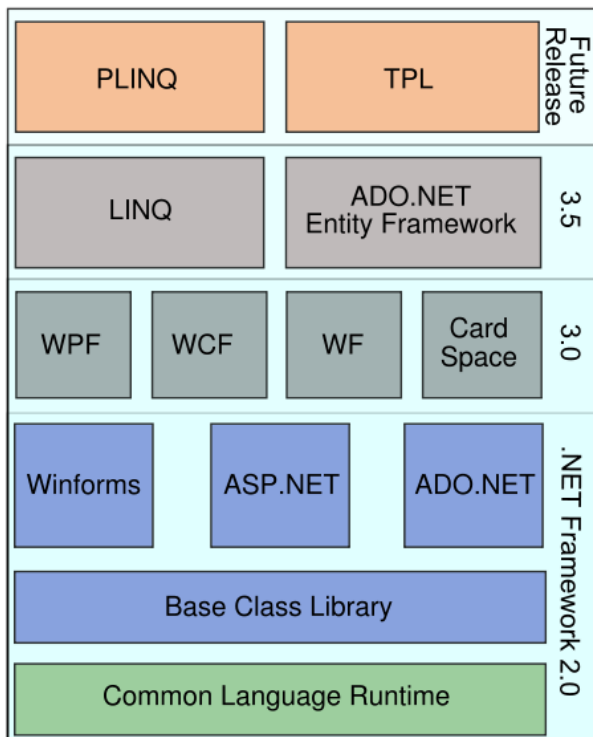 PLINQ
TPL
Future
Release
LINQ
ADO.NET
Entity Framework
3.5
WPF
WCF
WF
Card
Space
3.0
Winforms
ASP.NET
ADO.NET
Base Class Library
Common Language Runtime
.NET Framework 2.0